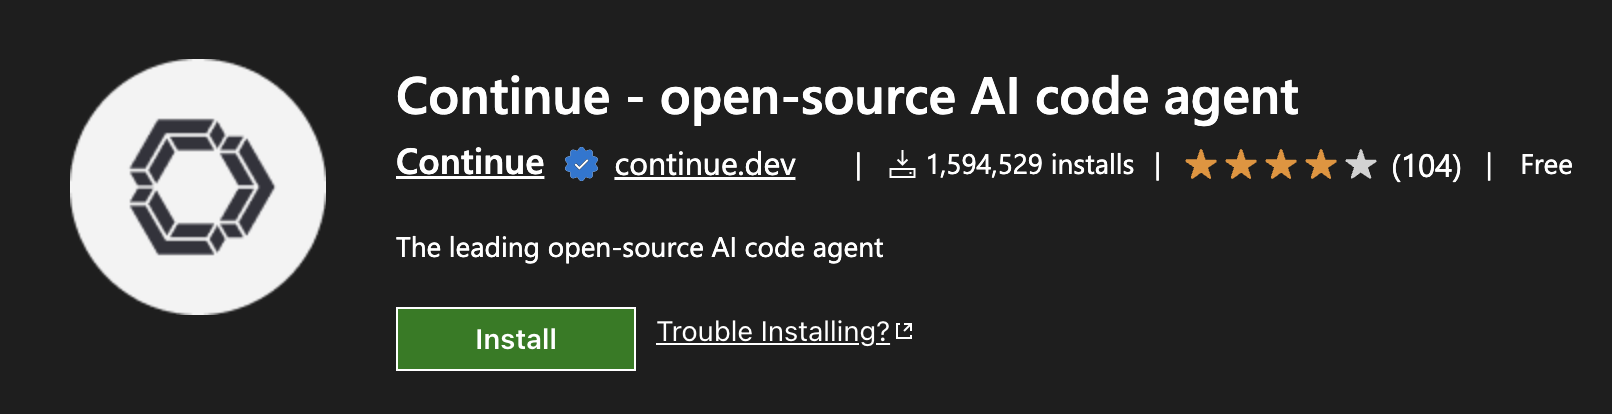 Continue - open-source AI code agent
Continue continue.dev | 1,594,529 installs | (104) | Free
The leading open-source AI code agent
Install Trouble Installing?